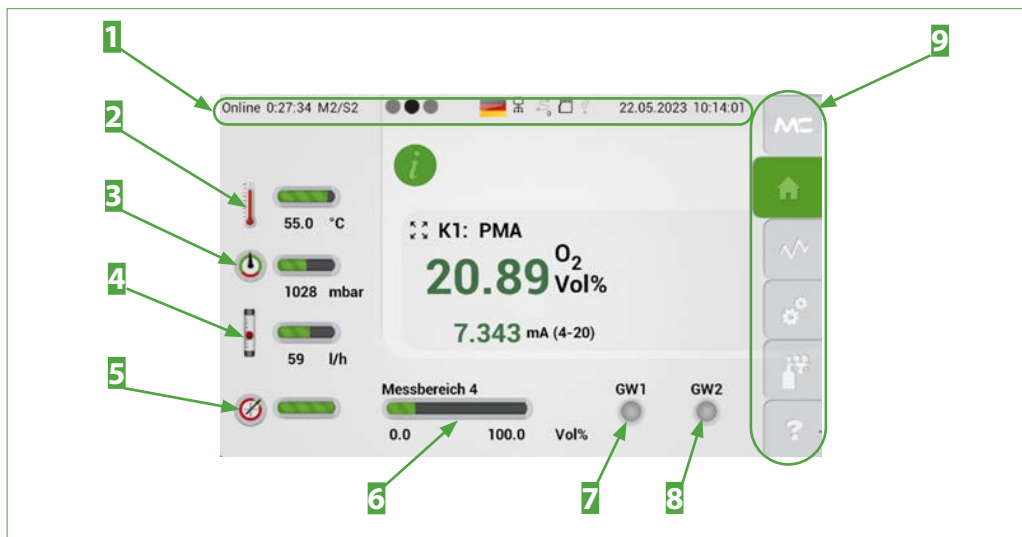 1
9
Online 0:27:34 M2/S2 22.05.2023 10:14:01
MC
2
i
3
55.0 °C
K1: PMA
20.89 O2 Vol%
4
1028 mbar
7.343 mA (4-20)
59 l/h
5
Messbereich 4 GW1 GW2
0.0 100.0 Vol%
?
6
7
8